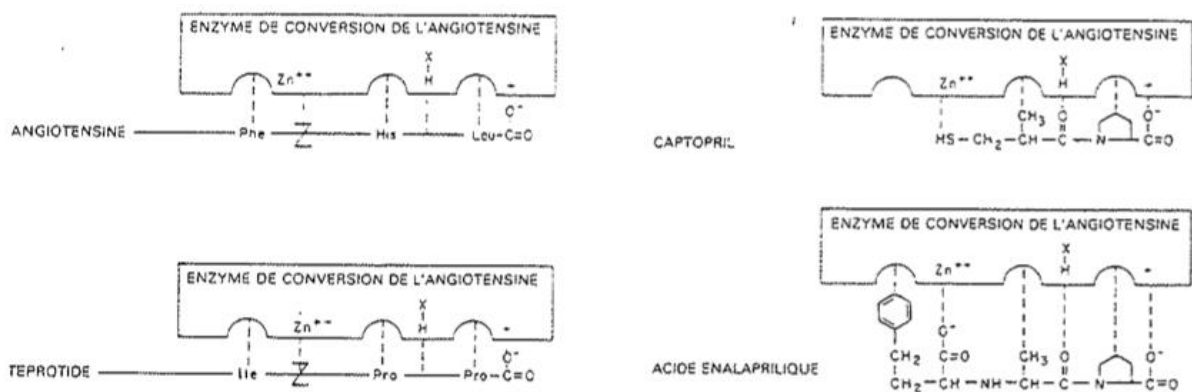 ENZYME DE CONVERSION DE L'ANGIOTENSINE
X
H
Zn++
+
O-
ANGIOTENSINE
Phe
His
Leu-C=O
ENZYME DE CONVERSION DE L'ANGIOTENSINE
X
H
Zn++
+
O-
TEPROTIDE
Ile
Pro
Pro-C=O
ENZYME DE CONVERSION DE L'ANGIOTENSINE
X
H
Zn++
+
CH3
O
O-
CAPTOPRIL
HS-CH2-CH-C-N
C=O
ENZYME DE CONVERSION DE L'ANGIOTENSINE
X
H
Zn++
+
O-
CH2
C=O
CH3
O
O-
ACIDE ENALAPRILIQUE
CH2-CH-NH-CH-C-N
C=O